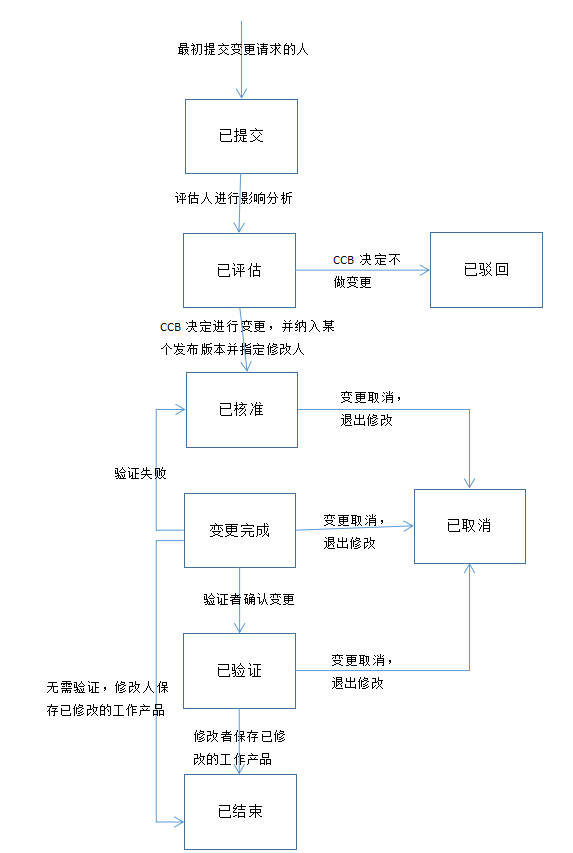 最初提交变更请求的人
已提交
评估人进行影响分析
已评估
CCB 决定不
做变更
已驳回
CCB 决定进行变更，并纳入某
个发布版本并指定修改人
已核准
变更取消，
退出修改
验证失败
变更完成
变更取消，
退出修改
已取消
验证者确认变更
已验证
变更取消，
退出修改
无需验证，修改人保
存已修改的工作产品
修改者保存已修
改的工作产品
已结束